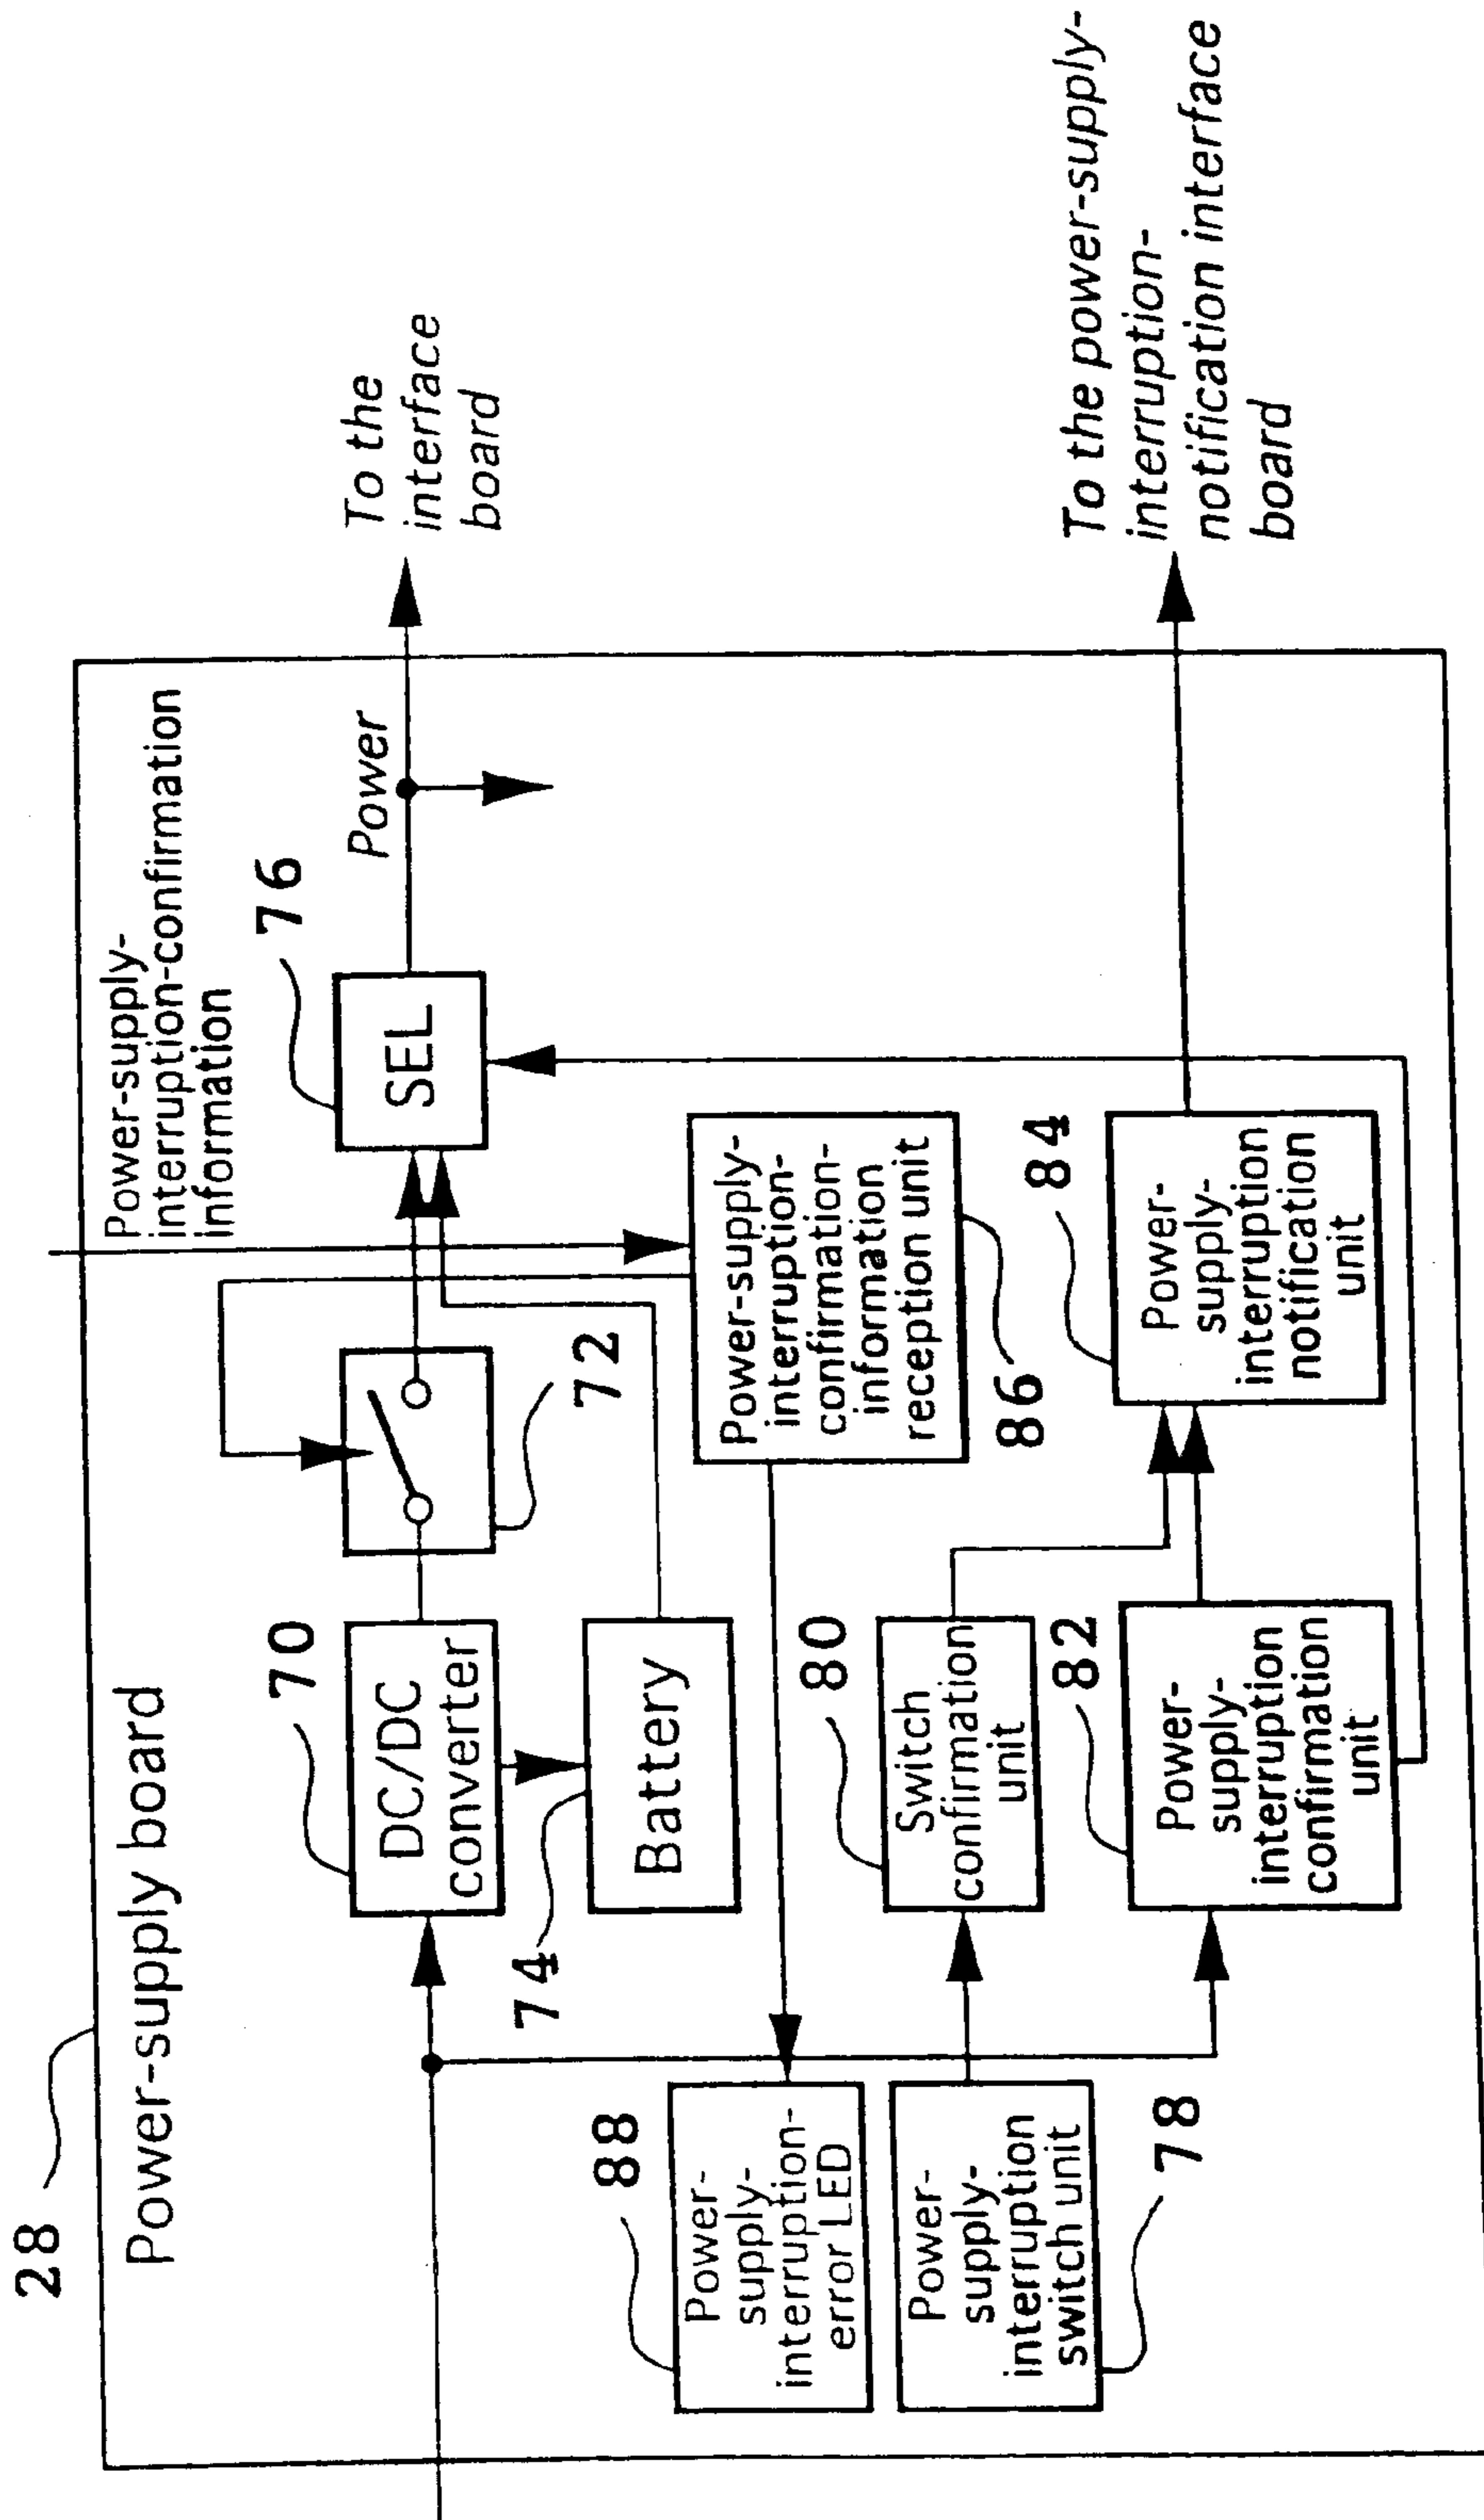 28
Power-supply board
Power-supply-
interruption-confirmation
information
70
DC/DC
converter
72
76
SEL
Power
To the
interface
board
74
Battery
88
Power-
supply-
interruption-
error LED
Power-supply-
interruption-
confirmation-
information
reception unit
86
80
Switch
confirmation
unit
78
Power-
supply-
interruption
switch unit
82
Power-
supply-
interruption
confirmation
unit
84
Power-
supply-
interruption
notification
unit
To the power-supply-
interruption-
notification interface
board